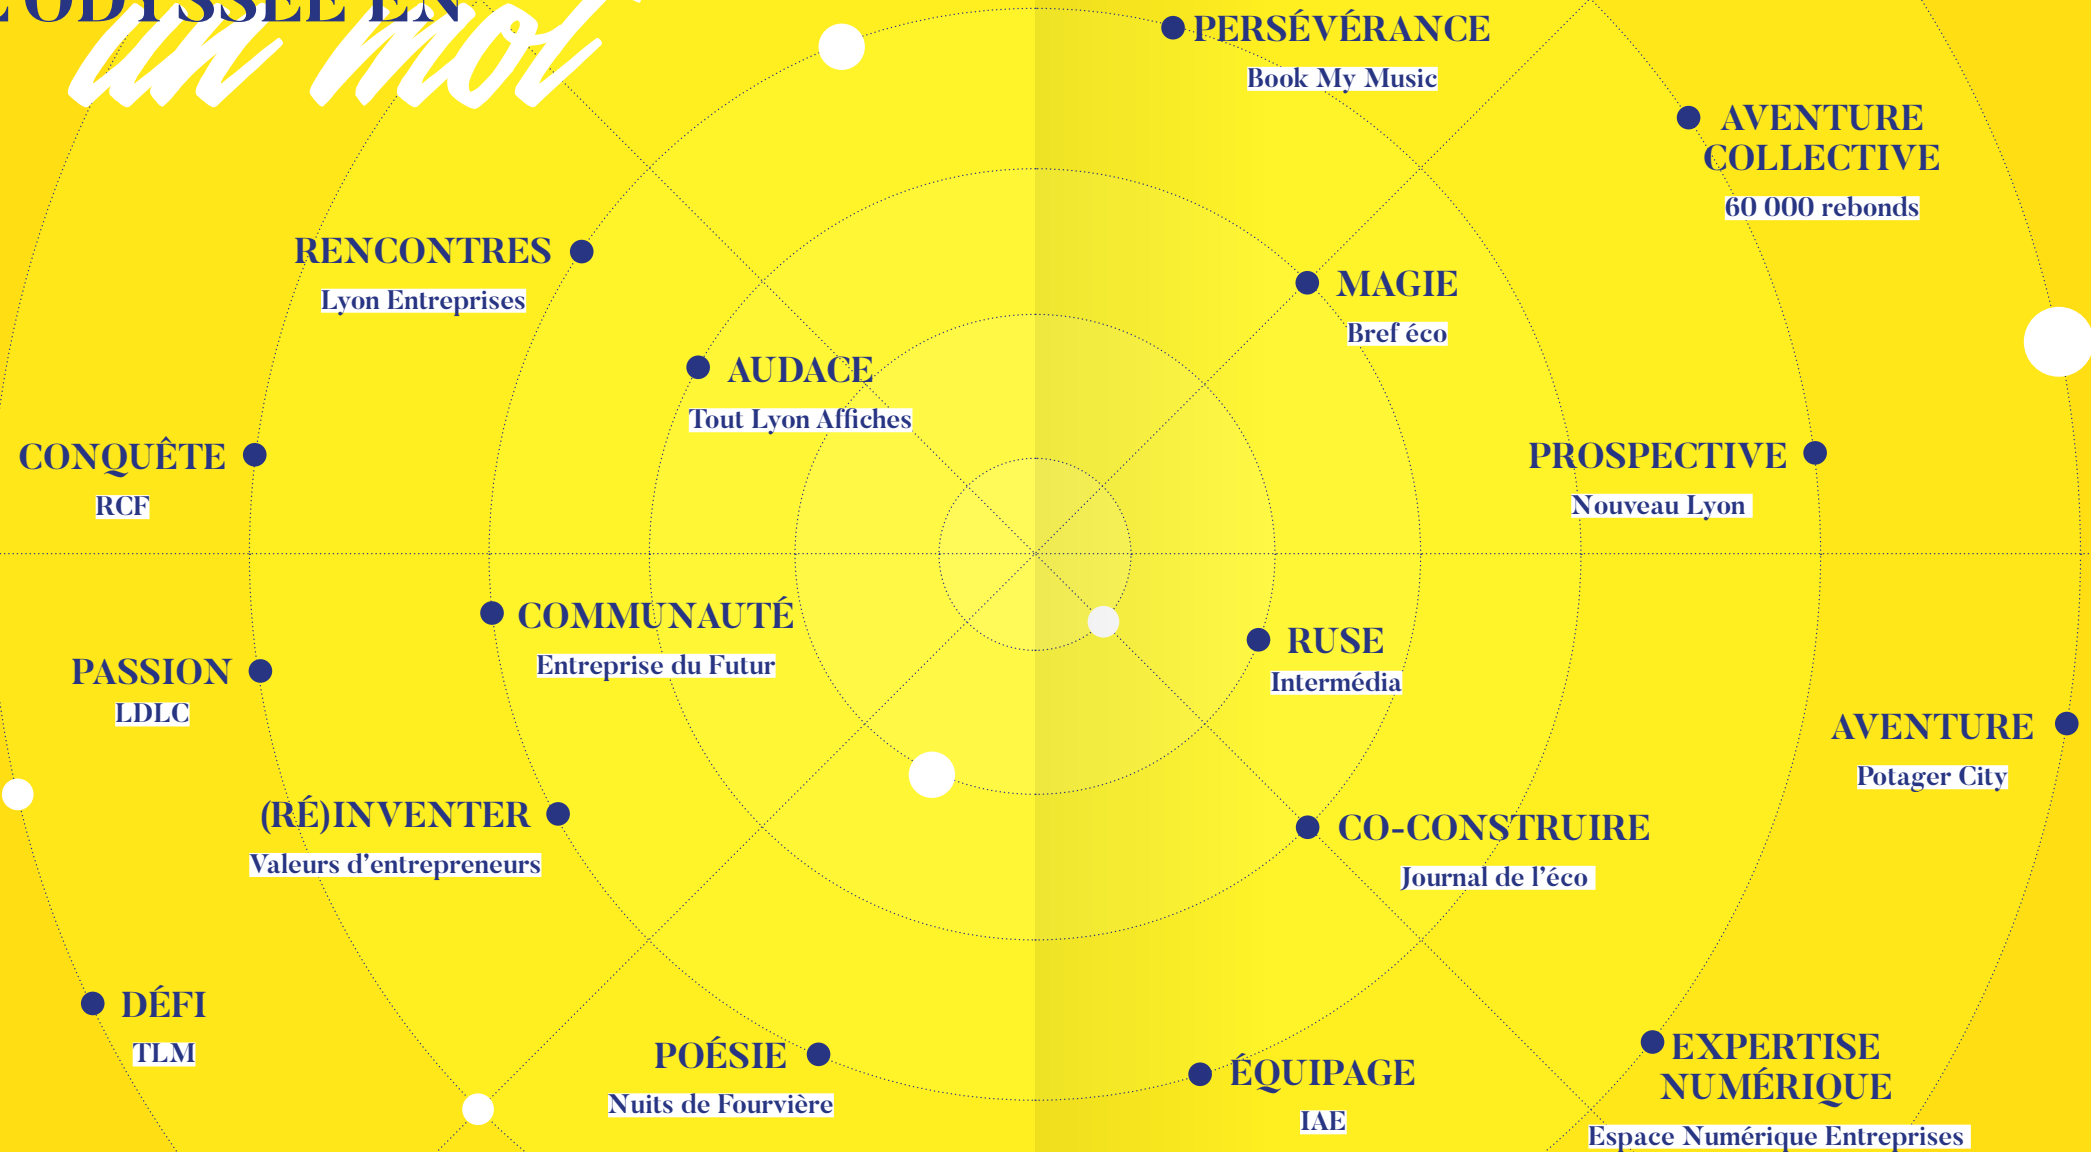 L'ODYSSÉE EN
un mot
PERSÉVÉRANCE
Book My Music
AVENTURE
COLLECTIVE
60 000 rebonds
RENCONTRES
Lyon Entreprises
MAGIE
Bref éco
AUDACE
Tout Lyon Affiches
CONQUÊTE
RCF
PROSPECTIVE
Nouveau Lyon
COMMUNAUTÉ
Entreprise du Futur
RUSE
Intermédia
PASSION
LDLC
AVENTURE
Potager City
(RÉ)INVENTER
Valeurs d’entrepreneurs
CO-CONSTRUIRE
Journal de l’éco
DÉFI
TLM
POÉSIE
Nuits de Fourvière
ÉQUIPAGE
IAE
EXPERTISE
NUMÉRIQUE
Espace Numérique Entreprises